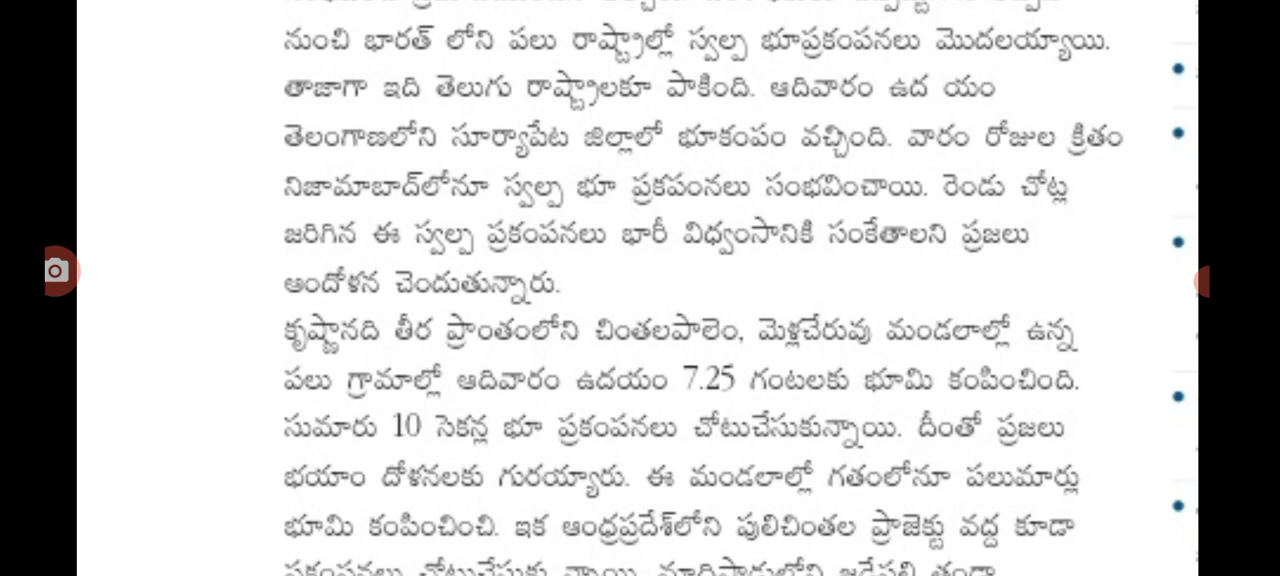 నుంచి భారత్ లోని పలు రాష్ట్రాల్లో స్వల్ప భూప్రకంపనలు మొదలయ్యాయి.
తాజాగా ఇది తెలుగు రాష్ట్రాలకూ పాకింది. ఆదివారం ఉద యం
తెలంగాణలోని సూర్యాపేట జిల్లాలో భూకంపం వచ్చింది. వారం రోజుల క్రితం
నిజామాబాద్‌లోనూ స్వల్ప భూ ప్రకపంనలు సంభవించాయి. రెండు చోట్ల
జరిగిన ఈ స్వల్ప ప్రకంపనలు భారీ విధ్వంసానికి సంకేతాలని ప్రజలు
ఆందోళన చెందుతున్నారు.
కృష్ణానది తీర ప్రాంతంలోని చింతలపాలెం, మెళ్లచేరువు మండలాల్లో ఉన్న
పలు గ్రామాల్లో ఆదివారం ఉదయం 7.25 గంటలకు భూమి కంపించింది.
సుమారు 10 సెకన్ల భూ ప్రకంపనలు చోటుచేసుకున్నాయి. దీంతో ప్రజలు
భయాం దోళనలకు గురయ్యారు. ఈ మండలాల్లో గతంలోనూ పలుమార్లు
భూమి కంపించించి. ఇక ఆంధ్రప్రదేశ్‌లోని పులిచింతల ప్రాజెక్టు వద్ద కూడా